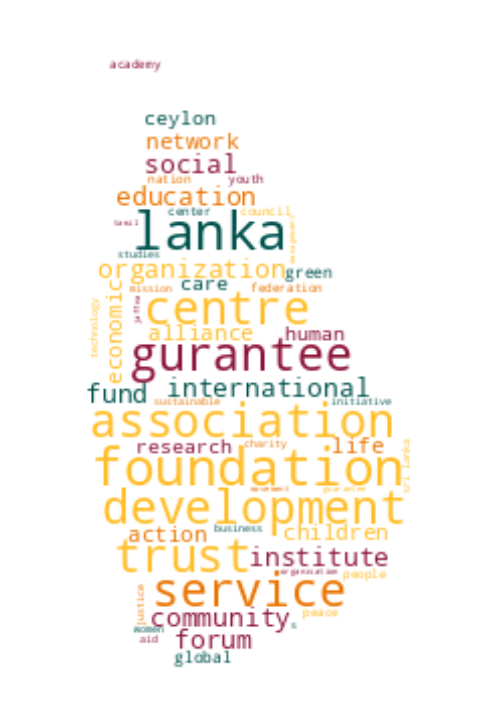 academy
ceylon
network
social
nation youth
education
center council
tamil lanka
studies
organization green
mission care federation
jaffna centre
technology economic
alliance human
gurantee
fund international
sustainable initiative
association
research charity life
sri lanka
foundation
movement guarantee
development
action business children
trust institute
organisation people
service
justice community peace
women s
aid forum
global